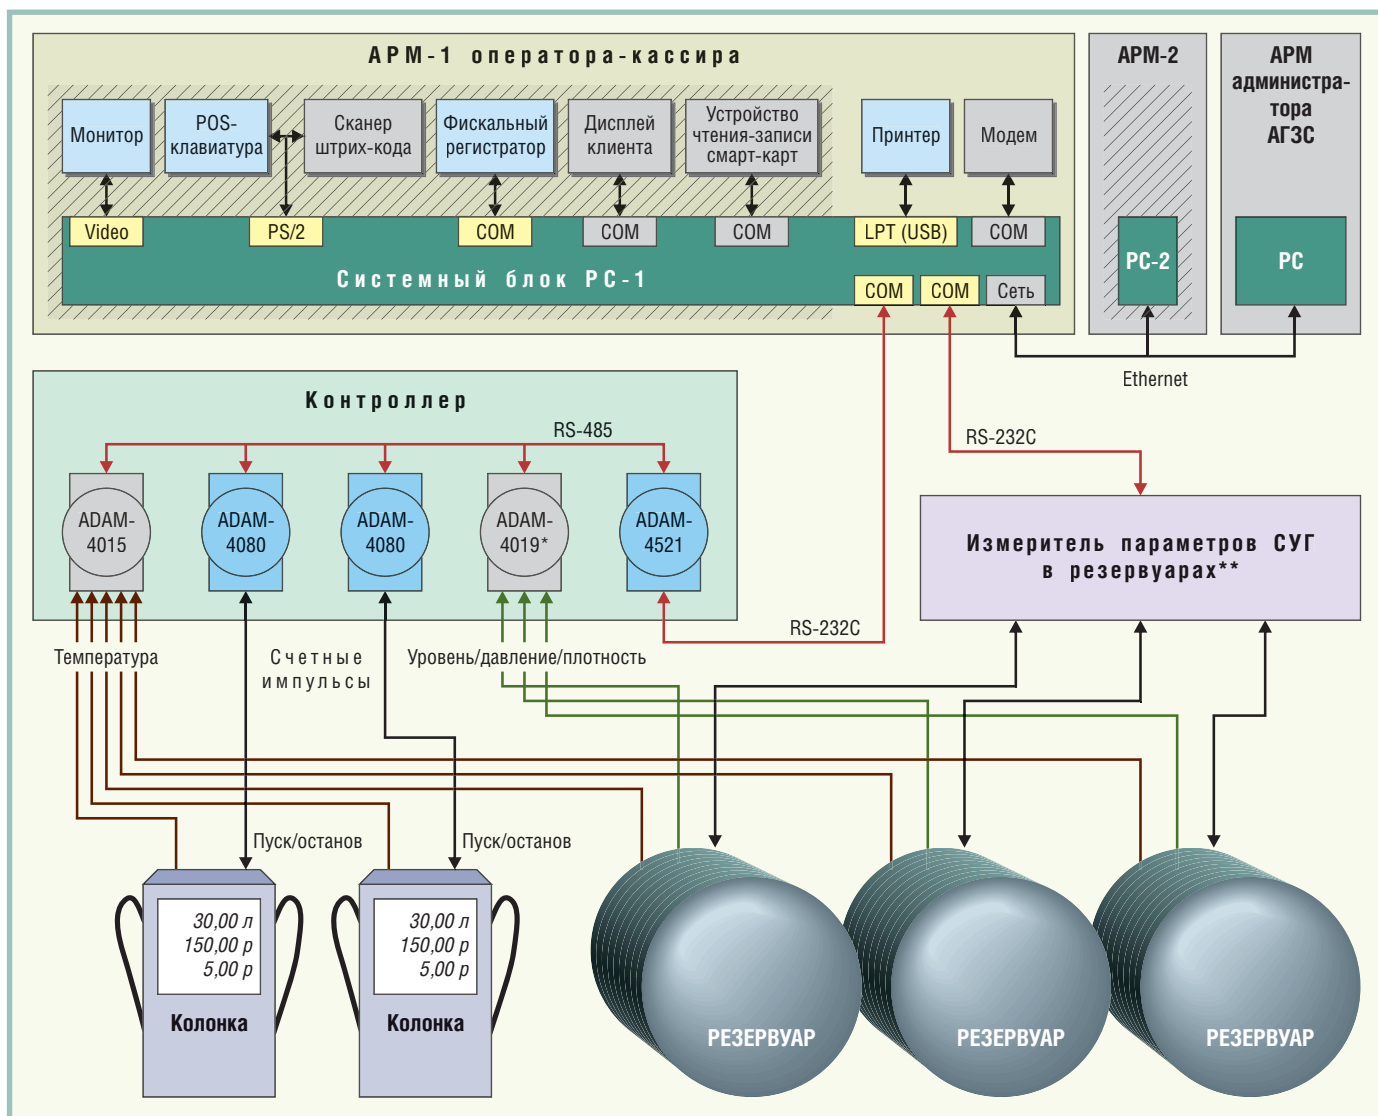 АРМ-1 оператора-кассира
АРМ-2
АРМ
администра-
тора
АГЗС
Монитор
POS-
клавиатура
Сканер
штрих-кода
Фискальный
регистратор
Дисплей
клиента
Устройство
чтения-записи
смарт-карт
Принтер
Модем
Video
PS/2
COM
COM
COM
LPT (USB)
COM
Системный блок PC-1
COM
COM
Сеть
PC-2
PC
Ethernet
Контроллер
RS-485
RS-232C
ADAM-
4015
ADAM-
4080
ADAM-
4080
ADAM-
4019*
ADAM-
4521
Измеритель параметров СУГ
в резервуарах**
RS-232C
Температура
Счетные
импульсы
Уровень/давление/плотность
Пуск/останов
Пуск/останов
30,00 л
150,00 р
5,00 р
Колонка
30,00 л
150,00 р
5,00 р
Колонка
РЕЗЕРВУАР
РЕЗЕРВУАР
РЕЗЕРВУАР